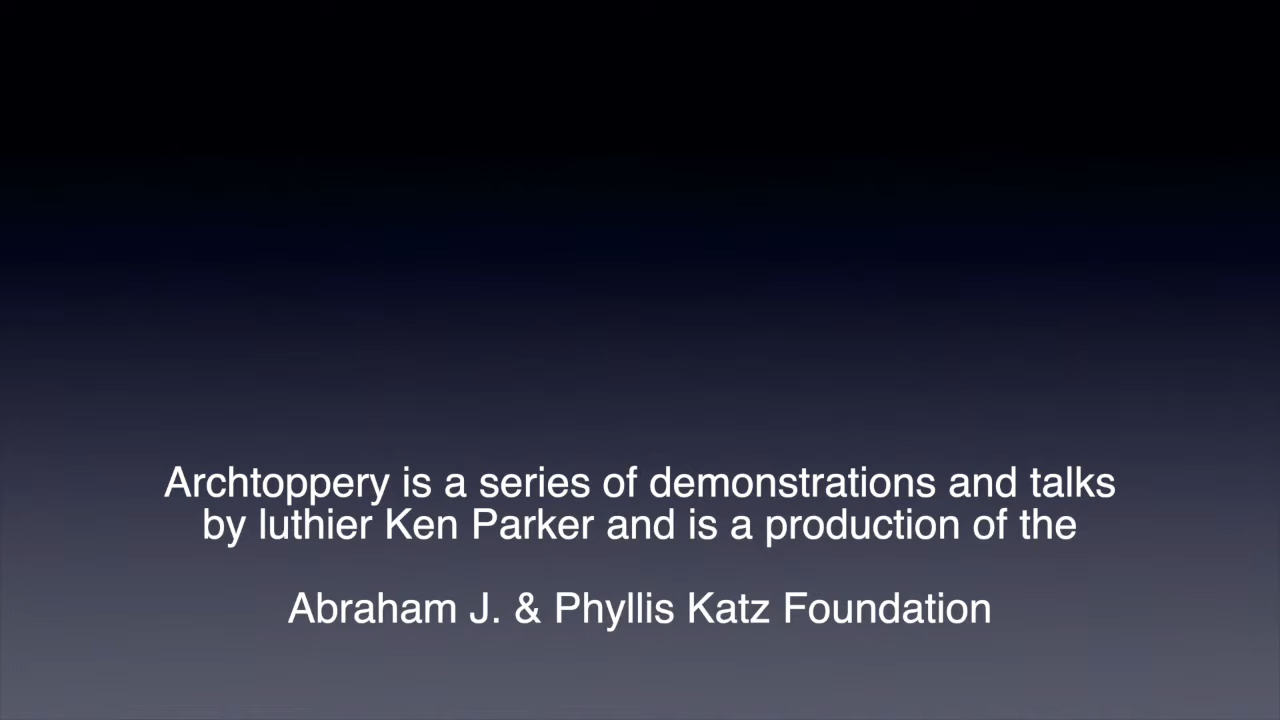 Archtoppery is a series of demonstrations and talks
by luthier Ken Parker and is a production of the
Abraham J. & Phyllis Katz Foundation